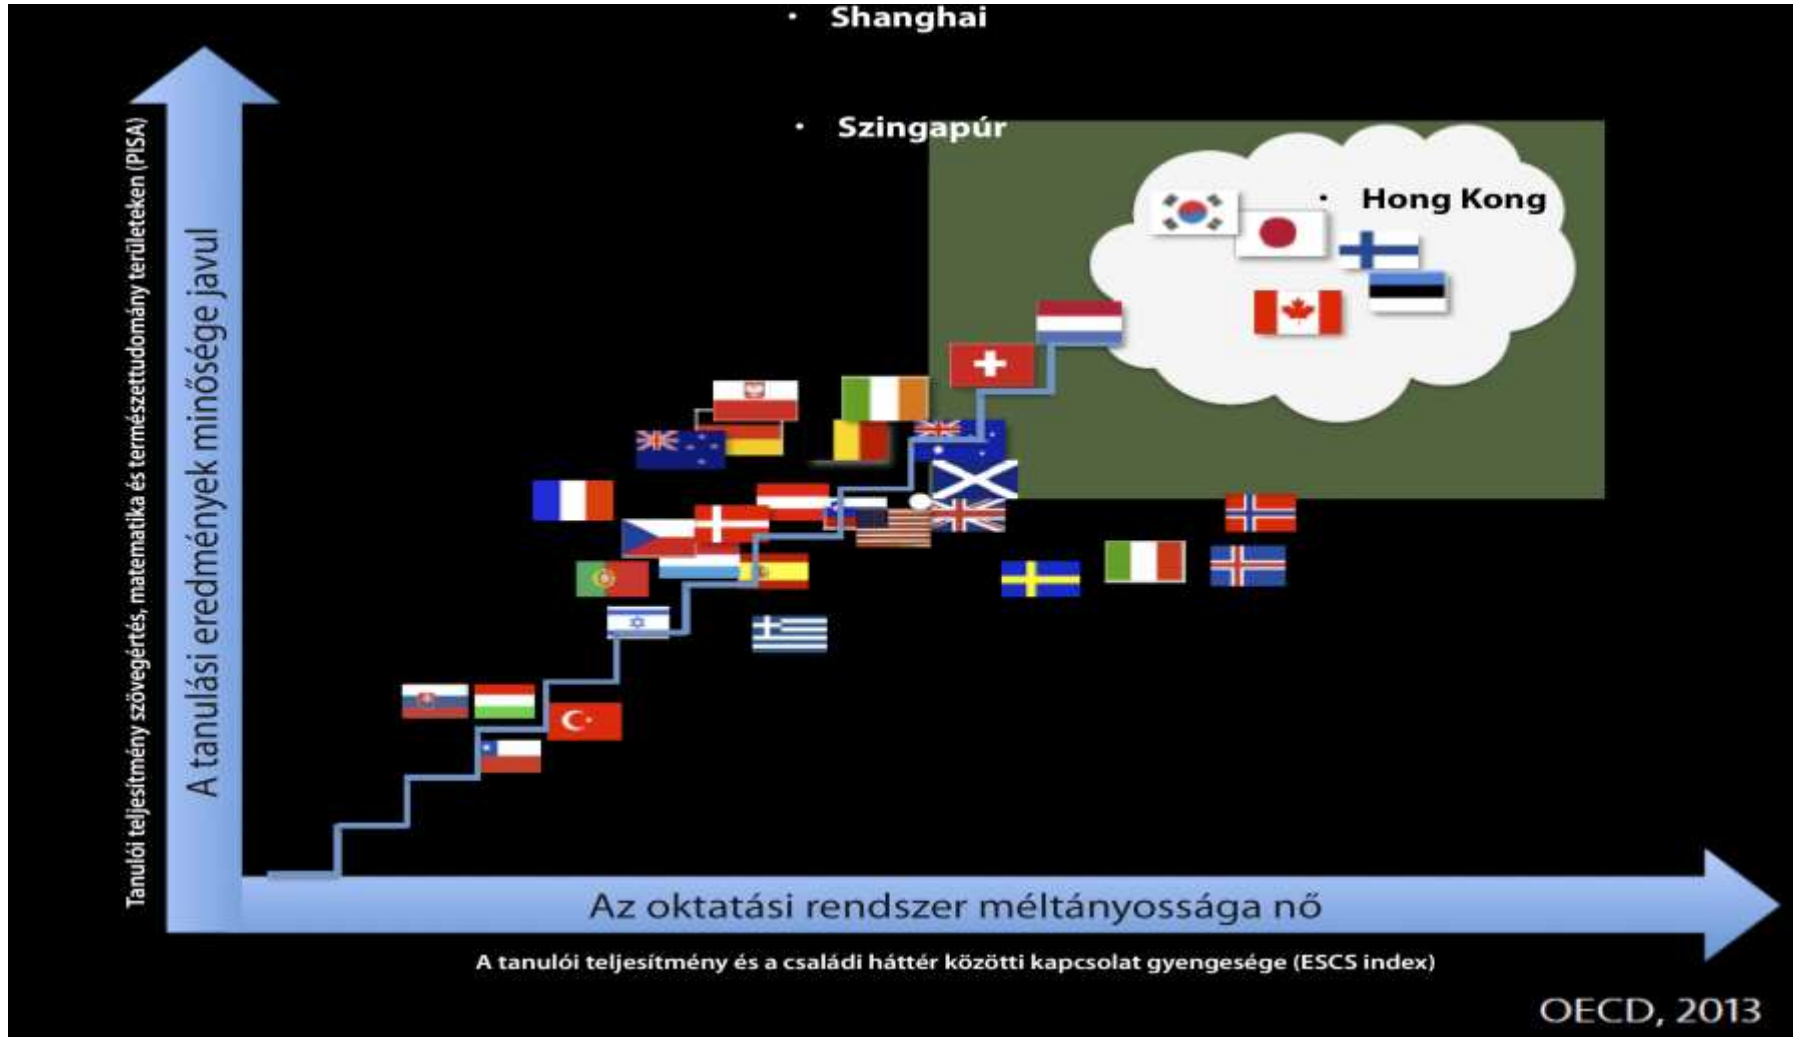 • Shanghai
• Szingapúr
• Hong Kong
Tanulói teljesítmény szövegértés, matematika és természettudomány területeken (PISA)
A tanulási eredmények minősége javul
Az oktatási rendszer méltányossága nő
A tanulói teljesítmény és a családi háttér közötti kapcsolat gyengesége (ESCS index)
OECD, 2013